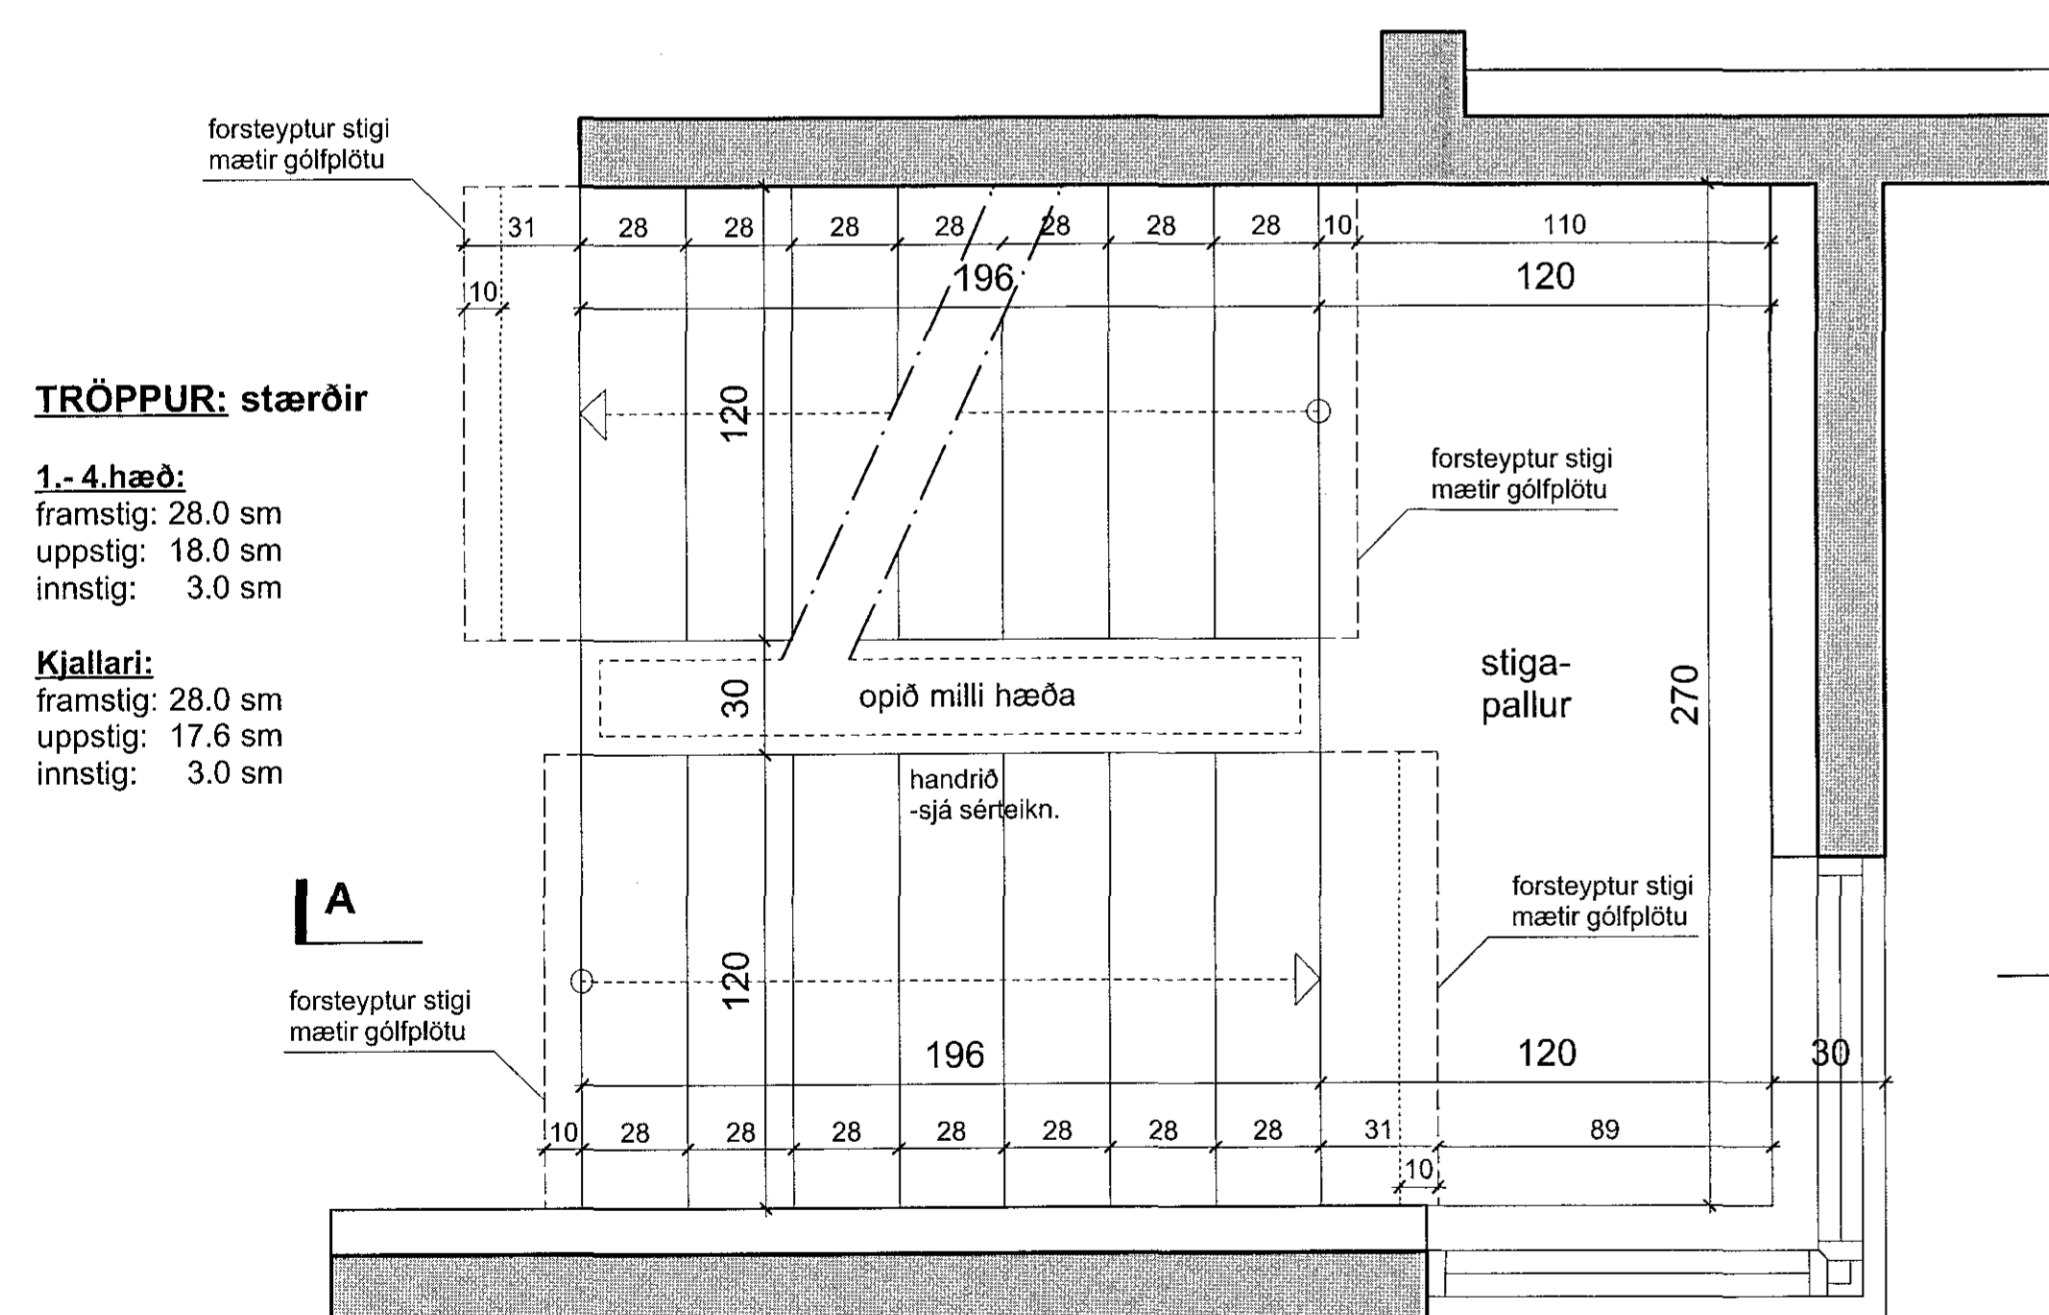 forsteyptur stigi
mætir gólfplötu
31 28 28 28 28 28 28 28 10 110
10 196 120
TRÖPPUR: stærðir
120
1.- 4.hæð:
framstig: 28.0 sm
uppstig: 18.0 sm
innstig: 3.0 sm
forsteyptur stigi
mætir gólfplötu
Kjallari:
framstig: 28.0 sm
uppstig: 17.6 sm
innstig: 3.0 sm
30
opið milli hæða
stiga-
pallur
270
handrið
-sjá sérteikn.
A
forsteyptur stigi
mætir gólfplötu
120
forsteyptur stigi
mætir gólfplötu
196 120 30
10 28 28 28 28 28 28 28 31 89
10